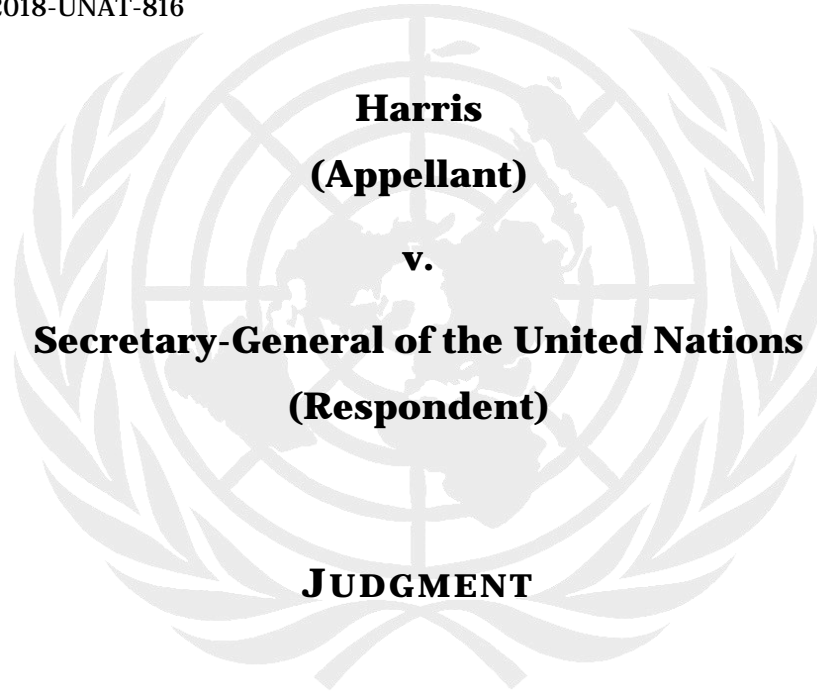 2018-UNAT-816
Harris
(Appellant)
v.
Secretary-General of the United Nations
(Respondent)
JUDGMENT